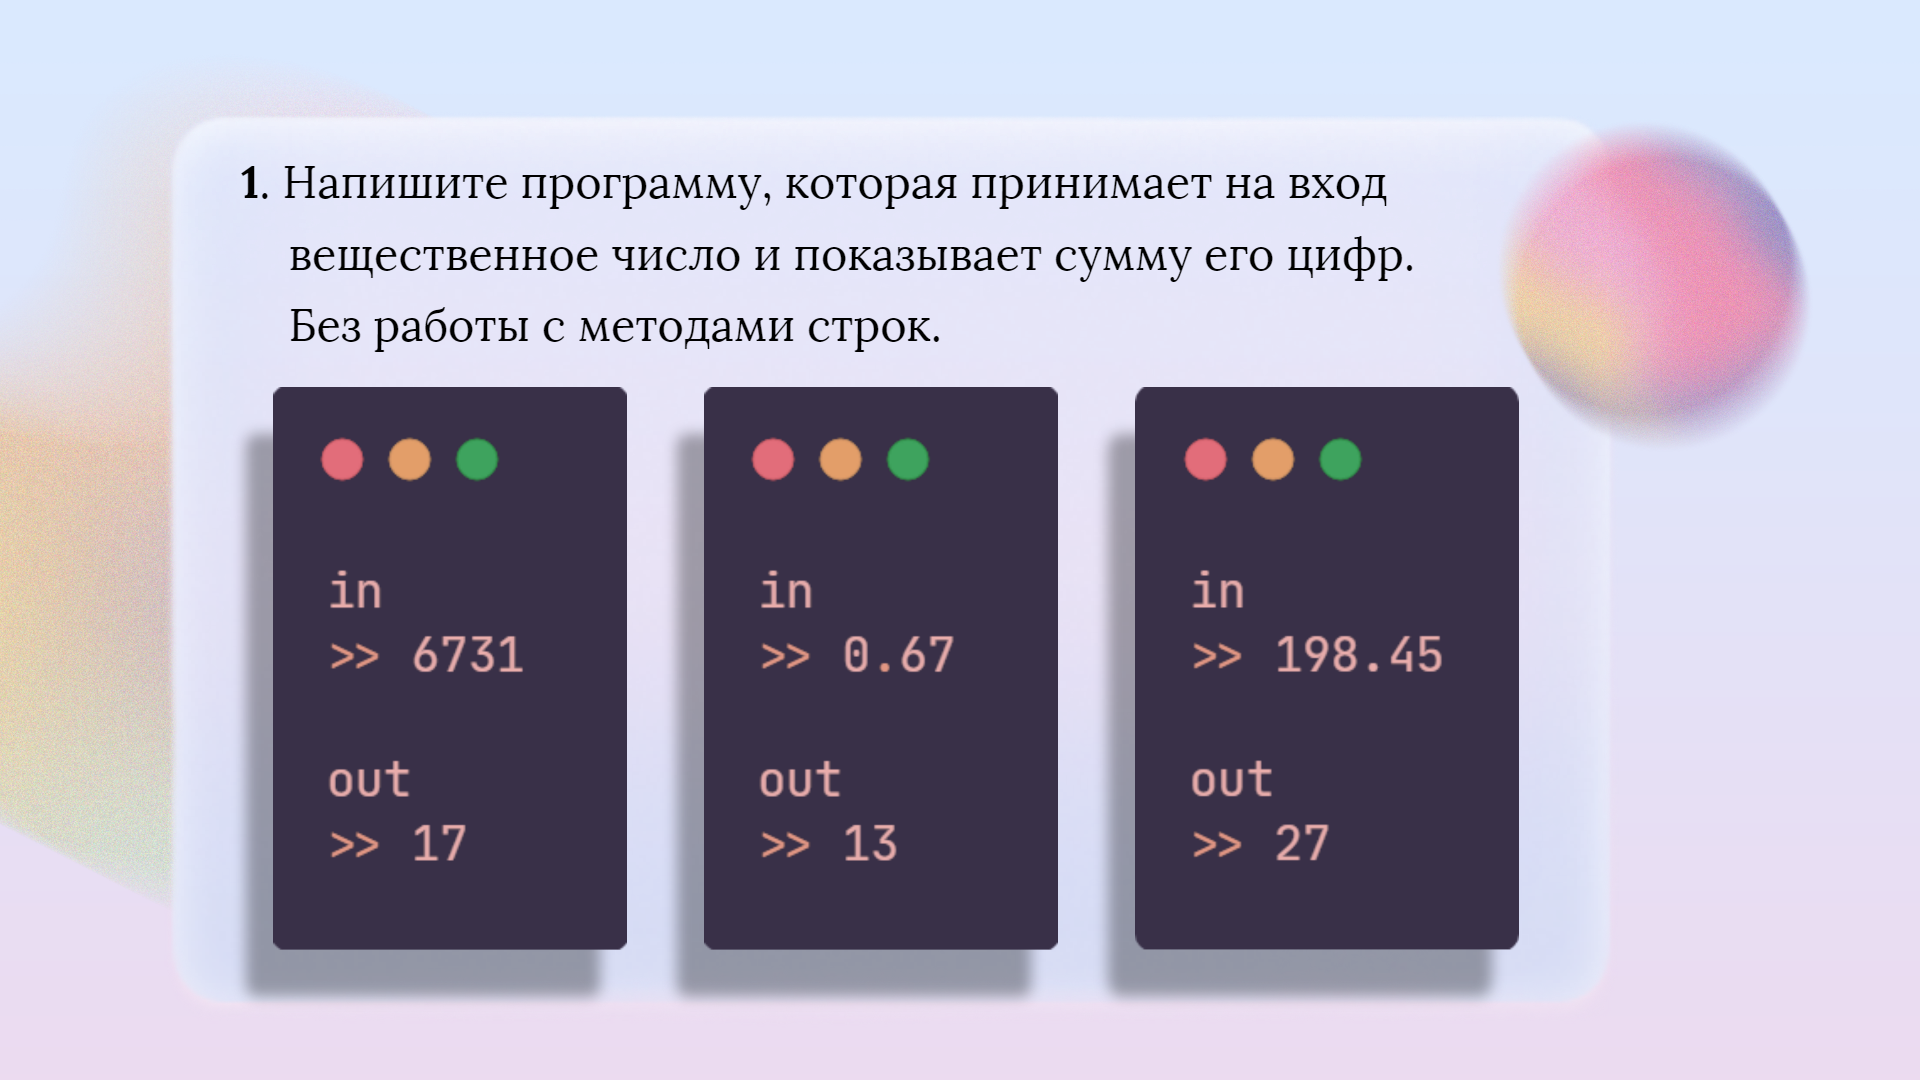 1. Напишите программу, которая принимает на вход
вещественное число и показывает сумму его цифр.
Без работы с методами строк.
in
>> 6731
out
>> 17
in
>> 0.67
out
>> 13
in
>> 198.45
out
>> 27